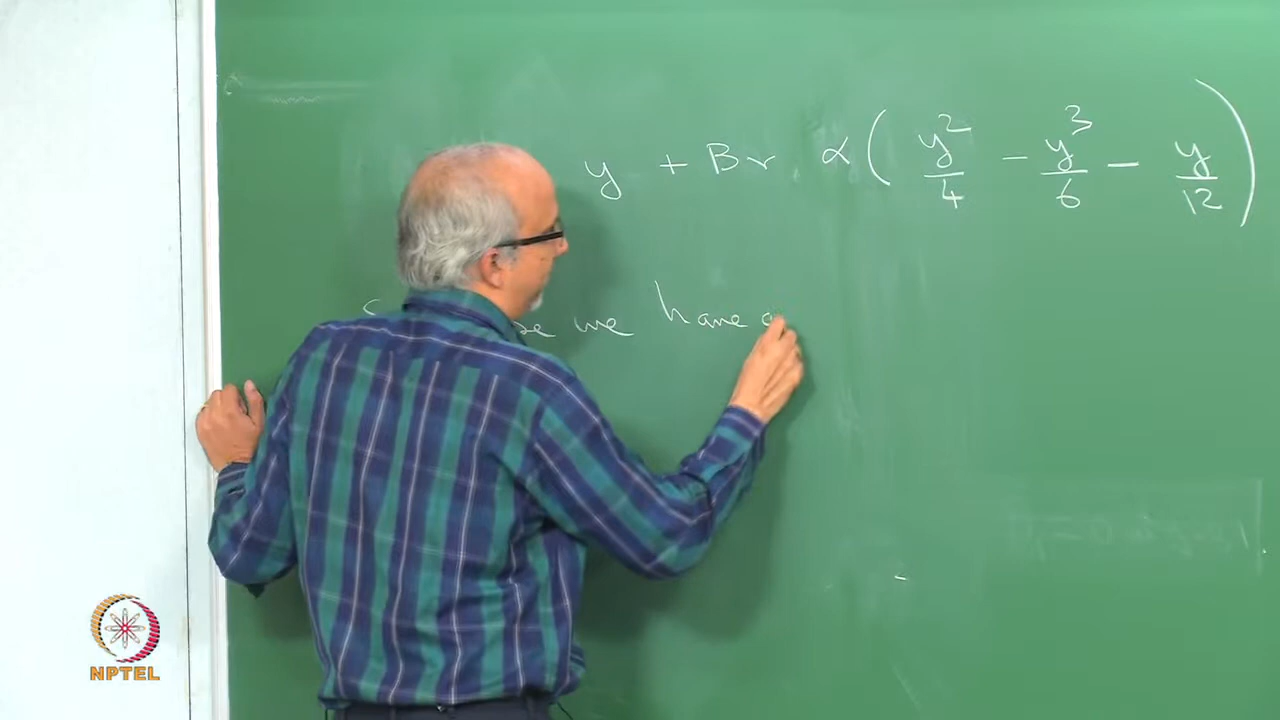 y + Br α ( y²/4 - y³/6 - y/12 )
we have
NPTEL